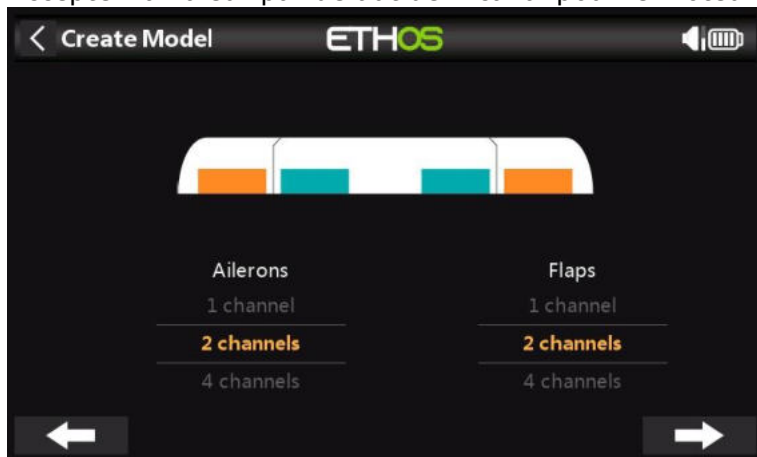 Create Model
ETHOS
Ailerons
Flaps
1 channel
1 channel
2 channels
2 channels
4 channels
4 channels